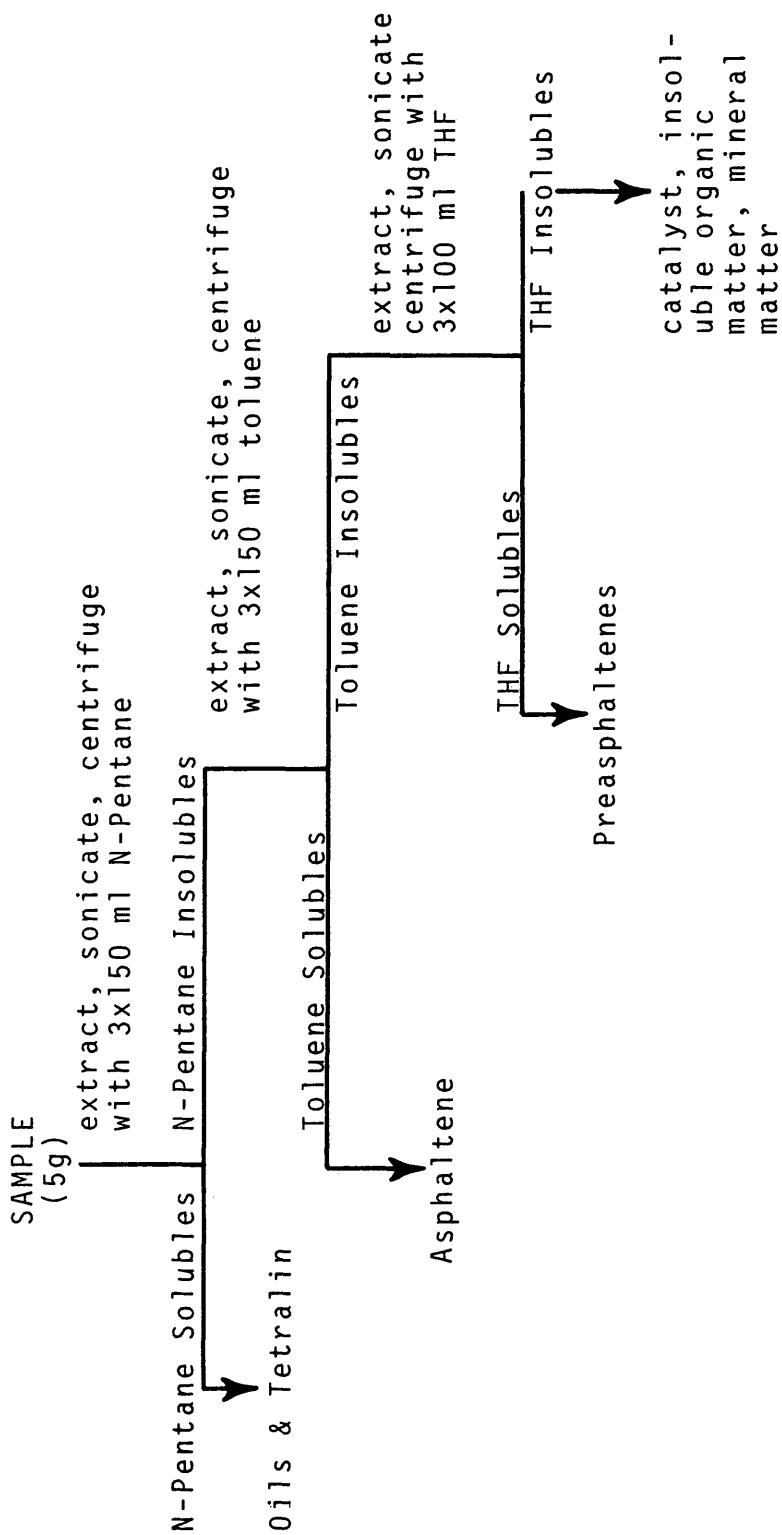 SAMPLE
(5g)
extract, sonicate, centrifuge
with 3x150 ml N-Pentane
N-Pentane Solubles
N-Pentane Insolubles
Oils & Tetralin
extract, sonicate, centrifuge
with 3x150 ml toluene
Toluene Solubles
Toluene Insolubles
Asphaltene
extract, sonicate
centrifuge with
3x100 ml THF
THF Solubles
THF Insolubles
Preasphaltenes
catalyst, insol-
uble organic
matter, mineral
matter